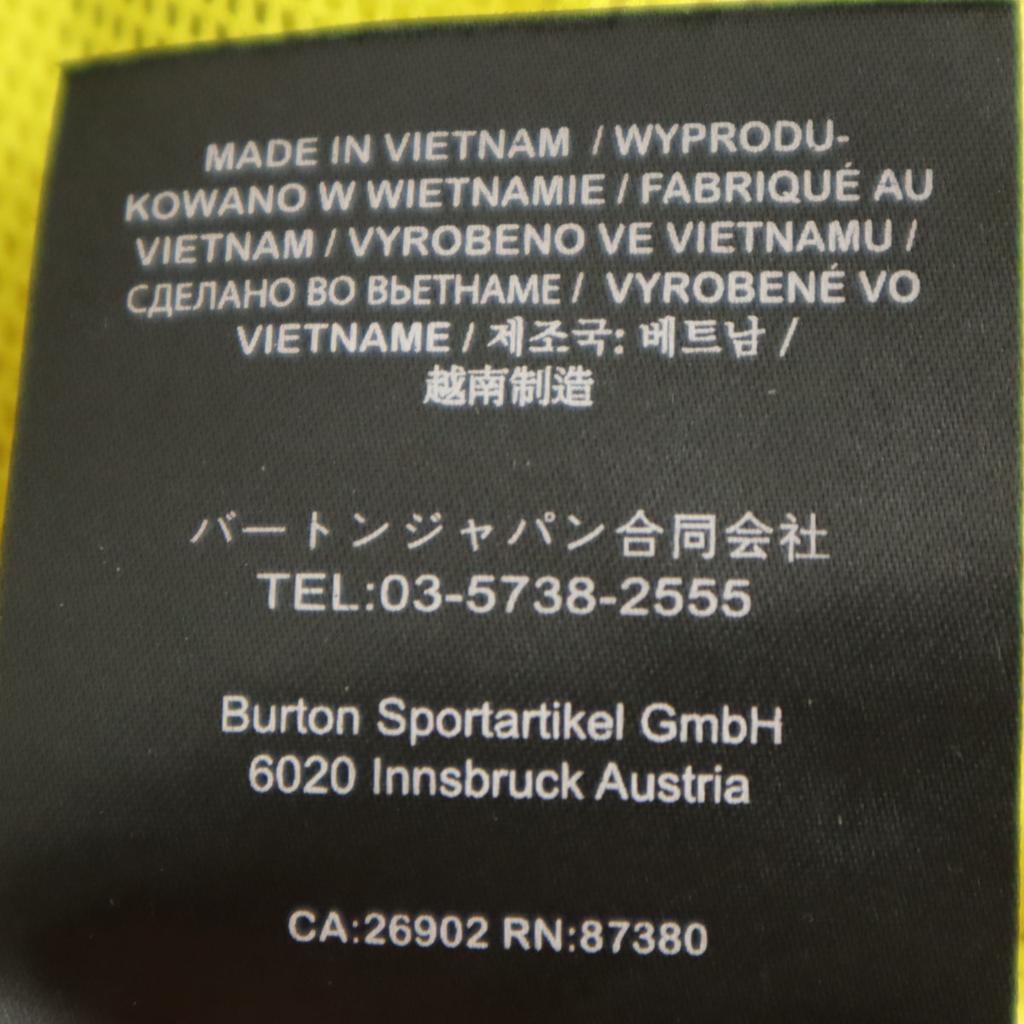 MADE IN VIETNAM / WYPRODU-
KOWANO W WIETNAMIE / FABRIQUÉ AU
VIETNAM / VYROBENO VE VIETNAMU /
СДЕЛАНО ВО ВЬЕТНАМЕ / VYROBENÉ VO
VIETNAME / 제조국: 베트남 /
越南制造
バートンジャパン合同会社
TEL:03-5738-2555
Burton Sportartikel GmbH
6020 Innsbruck Austria
CA:26902 RN:87380